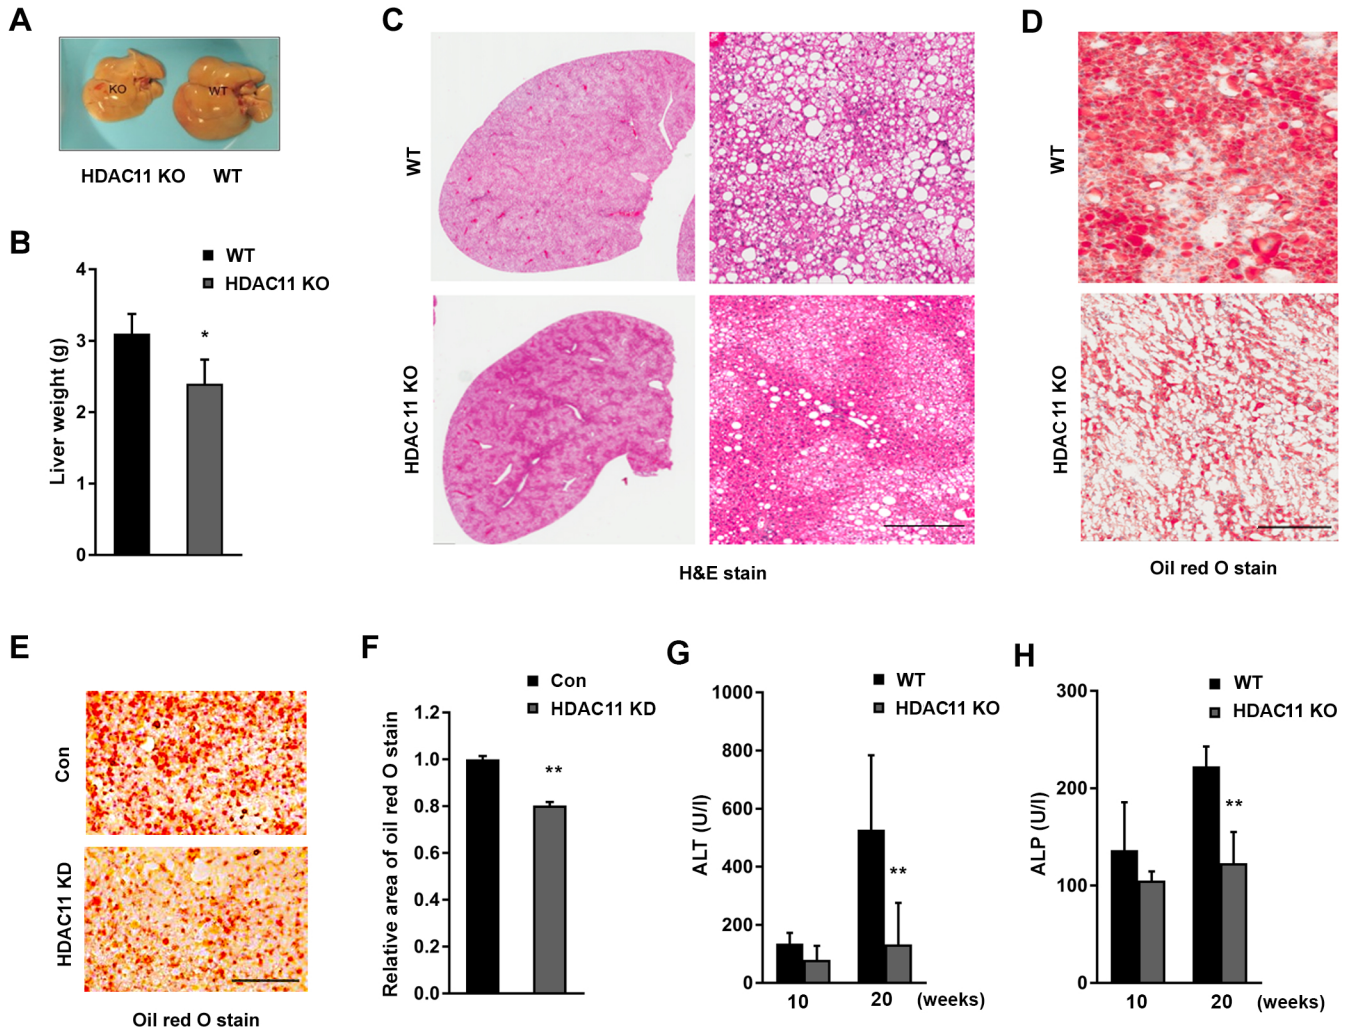 A
KO
WT
HDAC11 KO WT
B
WT
HDAC11 KO
4
3
2
1
0
Liver weight (g)
*
C
WT
HDAC11 KO
H&E stain
D
WT
HDAC11 KO
Oil red O stain
E
Con
HDAC11 KD
Oil red O stain
F
Con
HDAC11 KD
1.2
1.0
0.8
0.6
0.4
0.2
0.0
Relative area of oil red O stain
**
G
WT
HDAC11 KO
1000
800
600
400
200
0
ALT (U/l)
**
10 20 (weeks)
H
WT
HDAC11 KO
300
200
100
0
ALP (U/l)
**
10 20 (weeks)